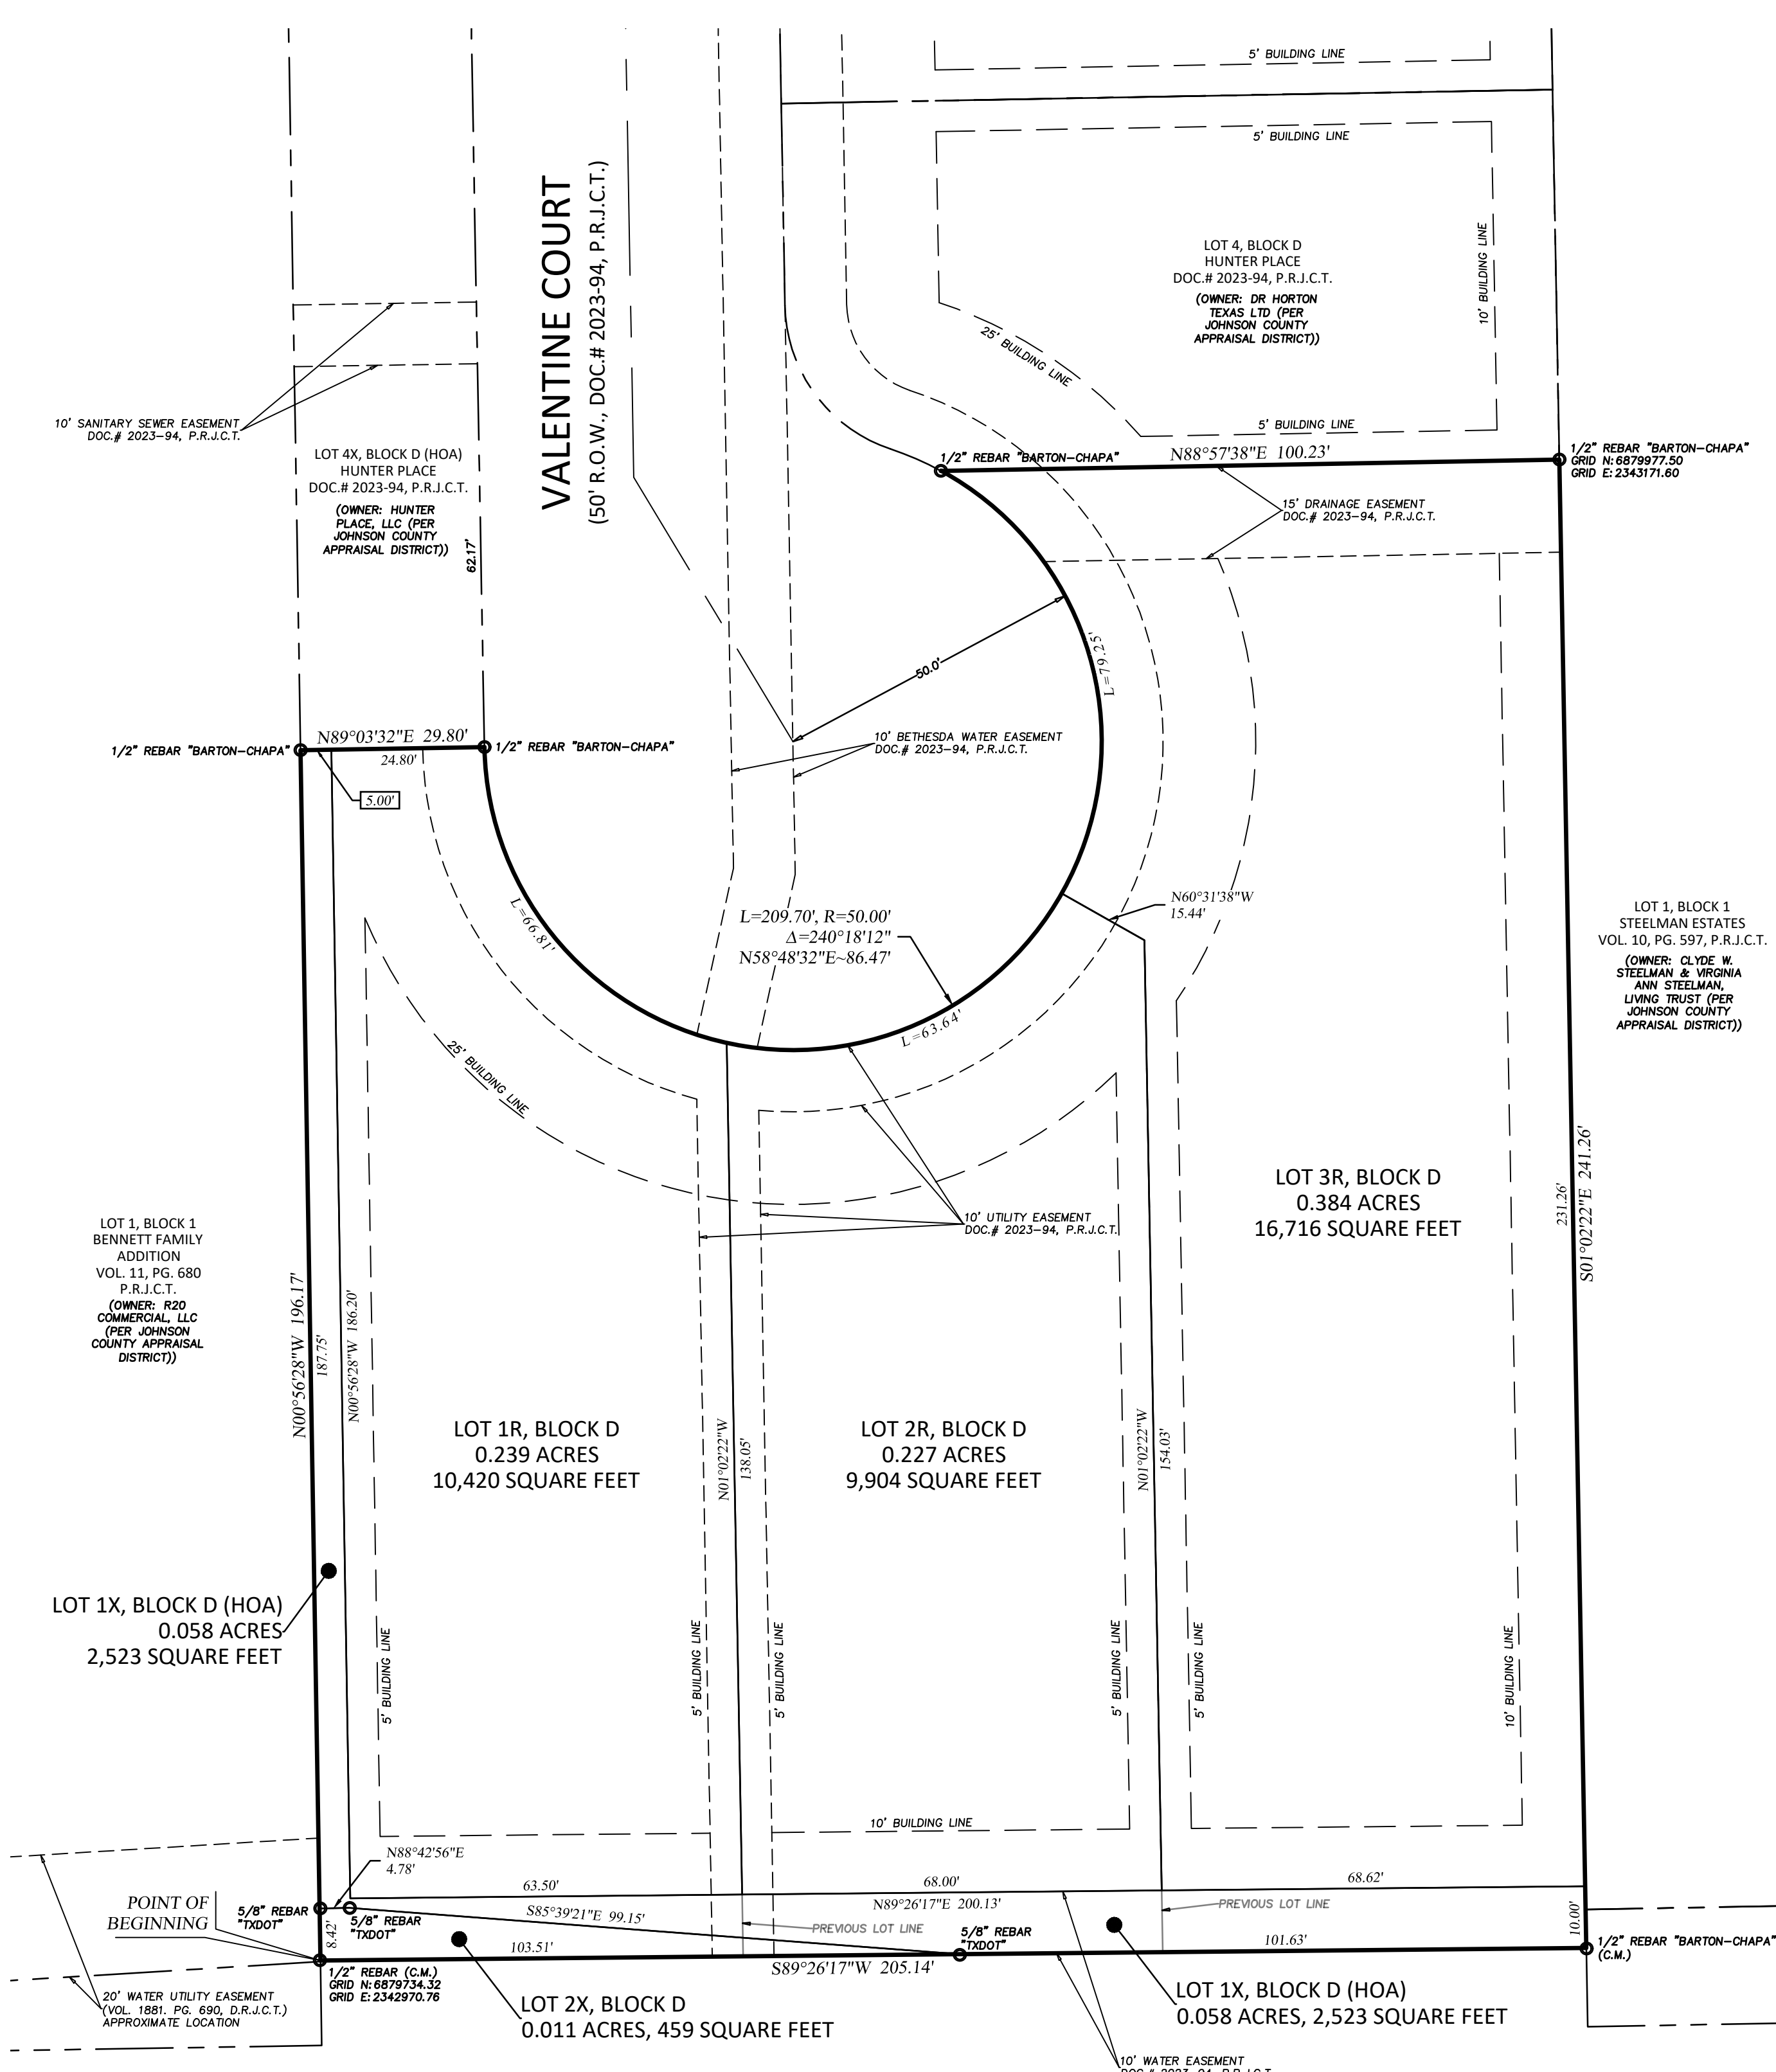 5' BUILDING LINE
5' BUILDING LINE
VALENTINE COURT
(50' R.O.W., DOC.# 2023-94, P.R.J.C.T.)
LOT 4, BLOCK D
HUNTER PLACE
DOC.# 2023-94, P.R.J.C.T.
(OWNER: DR HORTON
TEXAS LTD (PER
JOHNSON COUNTY
APPRAISAL DISTRICT))
10' BUILDING LINE
25' BUILDING LINE
5' BUILDING LINE
10' SANITARY SEWER EASEMENT
DOC.# 2023-94, P.R.J.C.T.
LOT 4X, BLOCK D (HOA)
HUNTER PLACE
DOC.# 2023-94, P.R.J.C.T.
(OWNER: HUNTER
PLACE, LLC (PER
JOHNSON COUNTY
APPRAISAL DISTRICT))
62.17'
1/2" REBAR "BARTON-CHAPA"
N88°57'38"E 100.23'
1/2" REBAR "BARTON-CHAPA"
GRID N: 6879977.50
GRID E: 2343171.60
15' DRAINAGE EASEMENT
DOC.# 2023-94, P.R.J.C.T.
50.0'
L=79.25'
1/2" REBAR "BARTON-CHAPA"
N89°03'32"E 29.80'
24.80'
1/2" REBAR "BARTON-CHAPA"
5.00'
10' BETHESDA WATER EASEMENT
DOC.# 2023-94, P.R.J.C.T.
L=66.81'
L=209.70', R=50.00'
Δ=240°18'12"
N58°48'32"E~86.47'
L=63.64'
N60°31'38"W
15.44'
LOT 1, BLOCK 1
STEELMAN ESTATES
VOL. 10, PG. 597, P.R.J.C.T.
(OWNER: CLYDE W.
STEELMAN & VIRGINIA
ANN STEELMAN,
LIVING TRUST (PER
JOHNSON COUNTY
APPRAISAL DISTRICT))
25' BUILDING LINE
LOT 3R, BLOCK D
0.384 ACRES
16,716 SQUARE FEET
231.26'
S01°02'22"E 241.26'
10' UTILITY EASEMENT
DOC.# 2023-94, P.R.J.C.T.
LOT 1, BLOCK 1
BENNETT FAMILY
ADDITION
VOL. 11, PG. 680
P.R.J.C.T.
(OWNER: R20
COMMERCIAL, LLC
(PER JOHNSON
COUNTY APPRAISAL
DISTRICT))
N00°56'28"W 196.17'
187.75'
N00°56'28"W 186.20'
LOT 1R, BLOCK D
0.239 ACRES
10,420 SQUARE FEET
N01°02'22"W
138.05'
LOT 2R, BLOCK D
0.227 ACRES
9,904 SQUARE FEET
N01°02'22"W
154.03'
LOT 1X, BLOCK D (HOA)
0.058 ACRES
2,523 SQUARE FEET
5' BUILDING LINE
5' BUILDING LINE
5' BUILDING LINE
5' BUILDING LINE
5' BUILDING LINE
10' BUILDING LINE
10' BUILDING LINE
N88°42'56"E
4.78'
63.50'
68.00'
68.62'
N89°26'17"E 200.13'
POINT OF
BEGINNING
5/8" REBAR
"TXDOT"
5/8" REBAR
"TXDOT"
8.42'
S85°39'21"E 99.15'
PREVIOUS LOT LINE
5/8" REBAR
"TXDOT"
PREVIOUS LOT LINE
10.00'
103.51'
101.63'
S89°26'17"W 205.14'
1/2" REBAR "BARTON-CHAPA"
(C.M.)
1/2" REBAR (C.M.)
GRID N: 6879734.32
GRID E: 2342970.76
20' WATER UTILITY EASEMENT
(VOL. 1881. PG. 690, D.R.J.C.T.)
APPROXIMATE LOCATION
LOT 2X, BLOCK D
0.011 ACRES, 459 SQUARE FEET
LOT 1X, BLOCK D (HOA)
0.058 ACRES, 2,523 SQUARE FEET
10' WATER EASEMENT
DOC.# 2023-94, P.R.J.C.T.